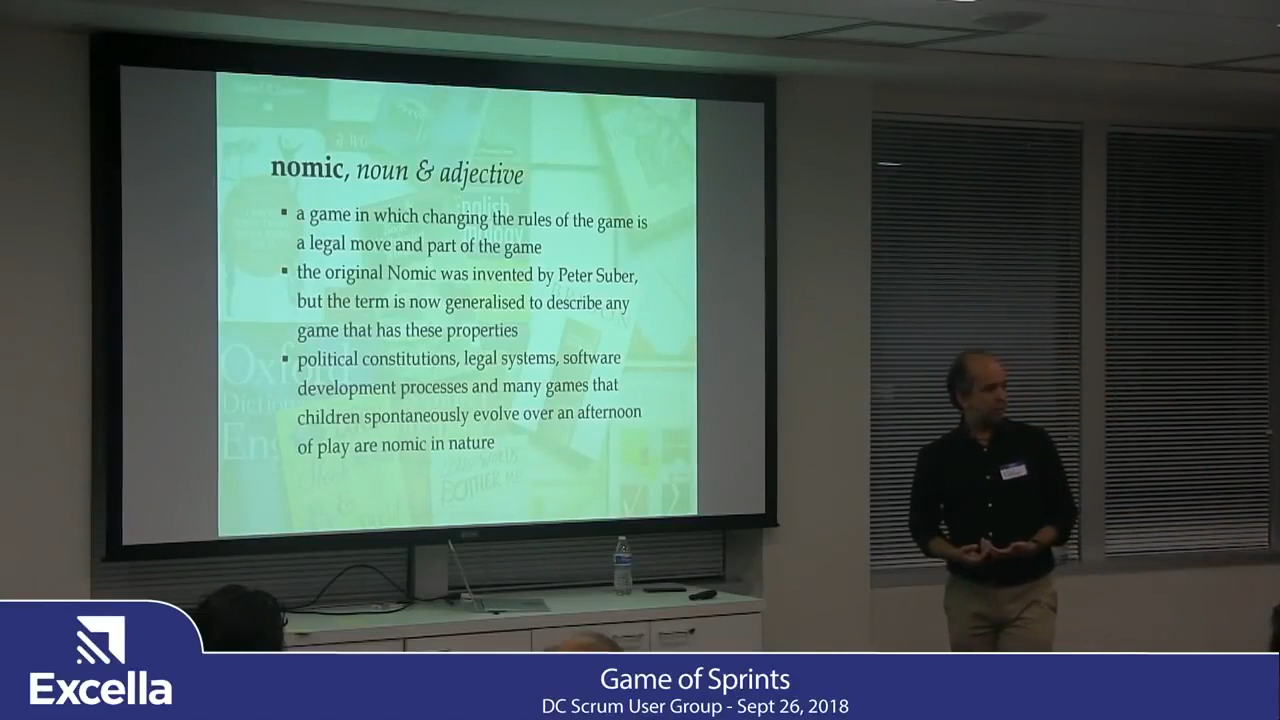 nomic, noun & adjective
▪ a game in which changing the rules of the game is
a legal move and part of the game
▪ the original Nomic was invented by Peter Suber,
but the term is now generalised to describe any
game that has these properties
▪ political constitutions, legal systems, software
development processes and many games that
children spontaneously evolve over an afternoon
of play are nomic in nature
Oxford
English
BOTHER ME
Excella
Game of Sprints
DC Scrum User Group - Sept 26, 2018